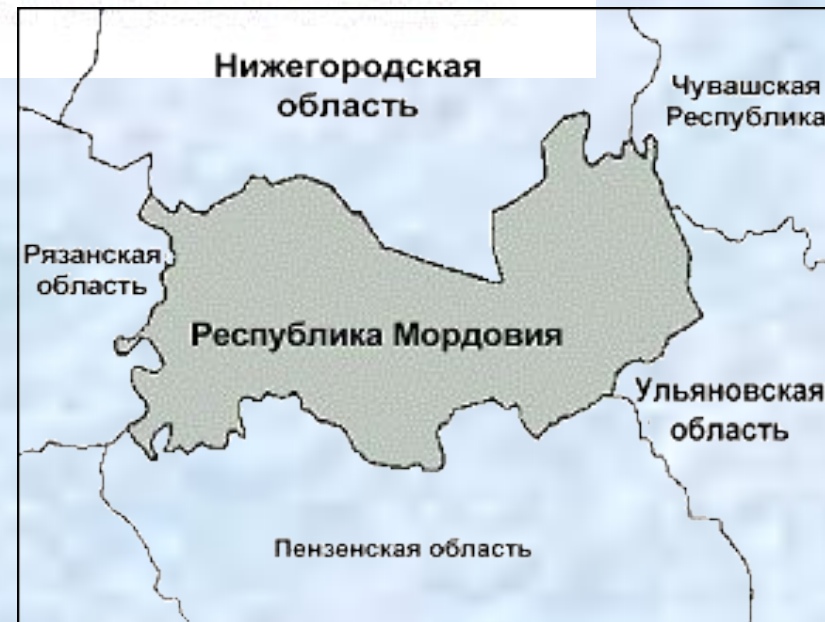 Нижегородская
область
Чувашская
Республика
Рязанская
область
Республика Мордовия
Ульяновская
область
Пензенская область